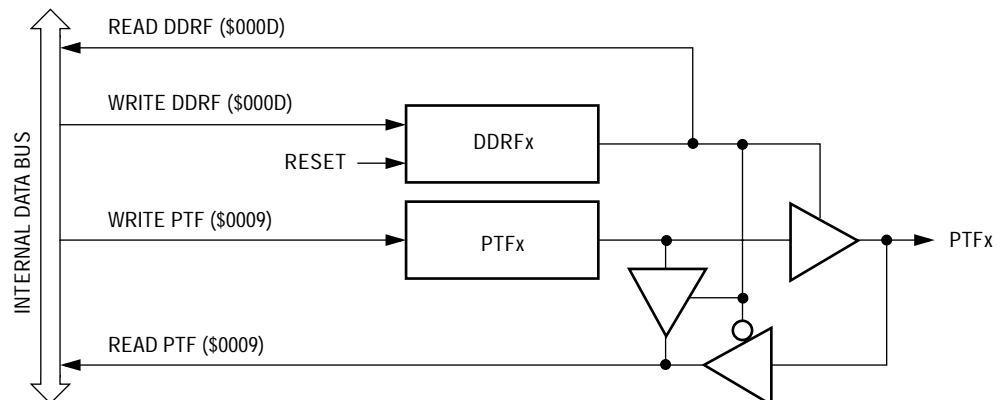 READ DDRF ($000D)
WRITE DDRF ($000D)
DDRFx
RESET
INTERNAL DATA BUS
WRITE PTF ($0009)
PTFx
PTFx
READ PTF ($0009)